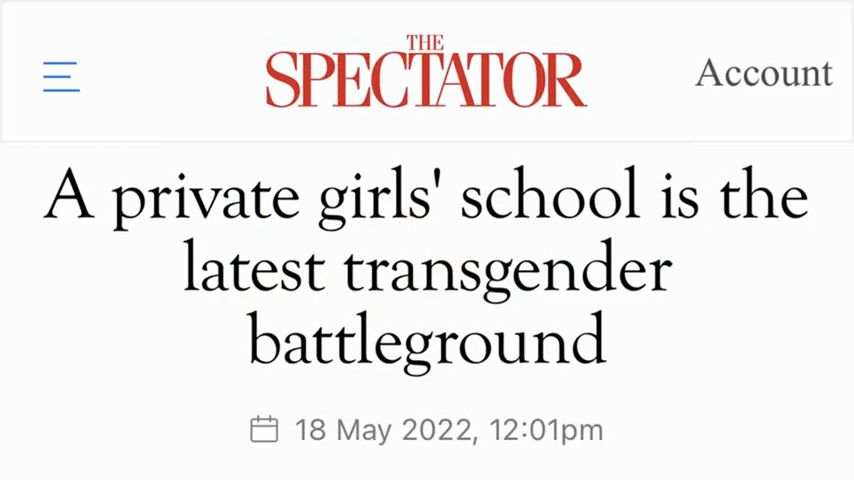 THE
SPECTATOR
Account
A private girls' school is the
latest transgender
battleground
18 May 2022, 12:01pm